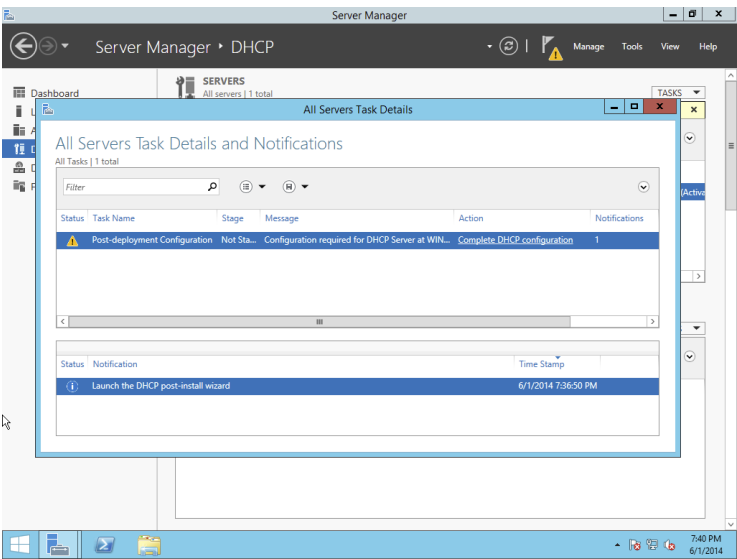 Server Manager
Server Manager • DHCP
Manage Tools View Help
SERVERS
All servers | 1 total
TASKS
Dashboard
All Servers Task Details
All Servers Task Details and Notifications
All Tasks | 1 total
Filter
Status Task Name Stage Message Action Notifications
Post-deployment Configuration Not Sta... Configuration required for DHCP Server at WIN... Complete DHCP configuration 1
(Activa
Status Notification Time Stamp
Launch the DHCP post-install wizard 6/1/2014 7:36:50 PM
7:40 PM
6/1/2014